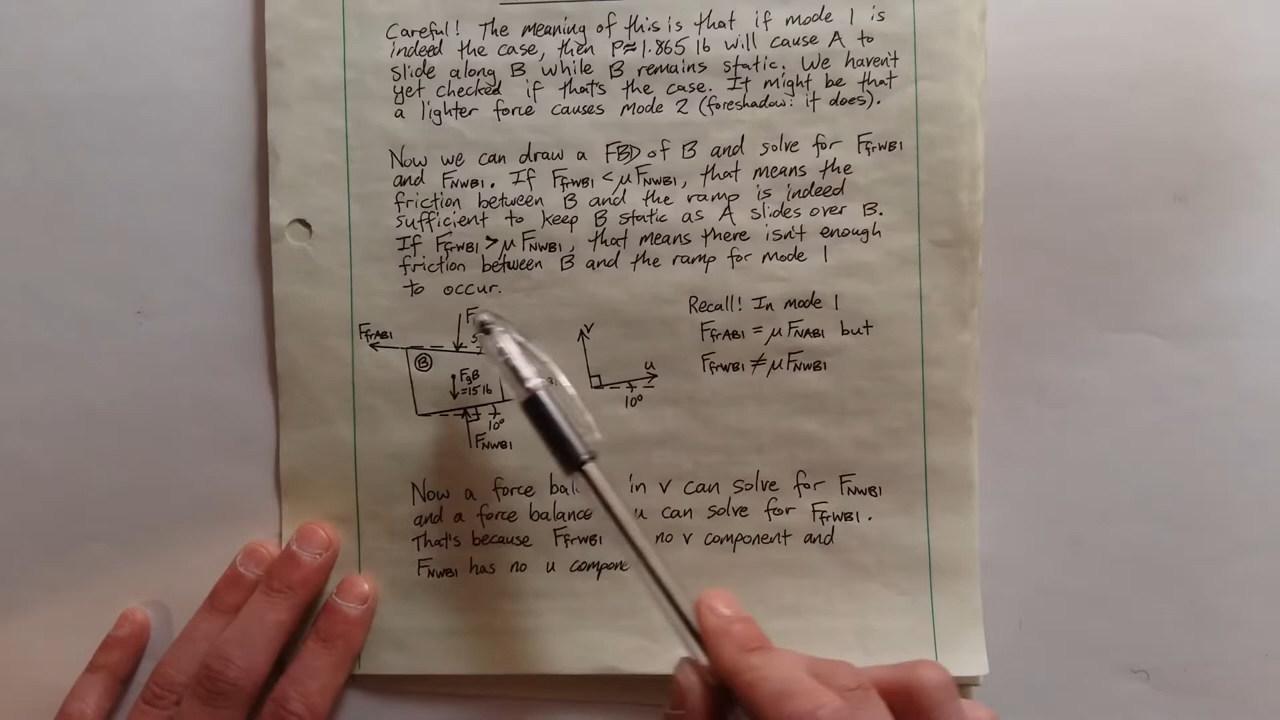 Careful! The meaning of this is that if mode 1 is
indeed the case, then P≈1.865 lb will cause A to
slide along B while B remains static. We haven't
yet checked if that's the case. It might be that
a lighter force causes mode 2 (foreshadow: it does).
Now we can draw a FBD of B and solve for FfrWB1
and FNWB1. If FfrWB1 < μFNWB1, that means the
friction between B and the ramp is indeed
sufficient to keep B static as A slides over B.
If FfrWB1 > μFNWB1, that means there isn't enough
friction between B and the ramp for mode 1
to occur.
Recall! In mode 1
FfrAB1 = μFNAB1 but
FfrWB1 ≠ μFNWB1
FfrAB1
F
5
B
FgB
=15 lb
10°
FNWB1
v
u
10°
Now a force in v can solve for FNWB1
and a force balance u can solve for FfrWB1.
That's because FfrWB1 no v component and
FNWB1 has no u